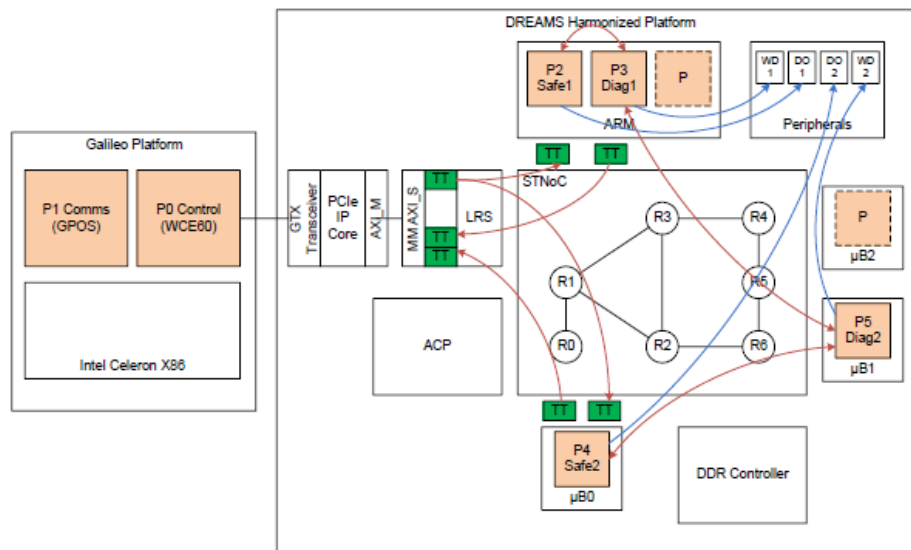 DREAMS Harmonized Platform
P2
Safe1
P3
Diag1
P
ARM
WD
1
DO
1
DO
2
WD
2
Peripherals
Galileo Platform
P1 Comms
(GPOS)
P0 Control
(WCE60)
Intel Celeron X86
GTX
Transceiver
PCIe
IP
Core
AXI_M
MM AXI_S
TT
TT
TT
LRS
TT
TT
STNoC
R3
R4
R1
R5
R0
R2
R6
P
µB2
ACP
P5
Diag2
µB1
TT
TT
P4
Safe2
µB0
DDR Controller